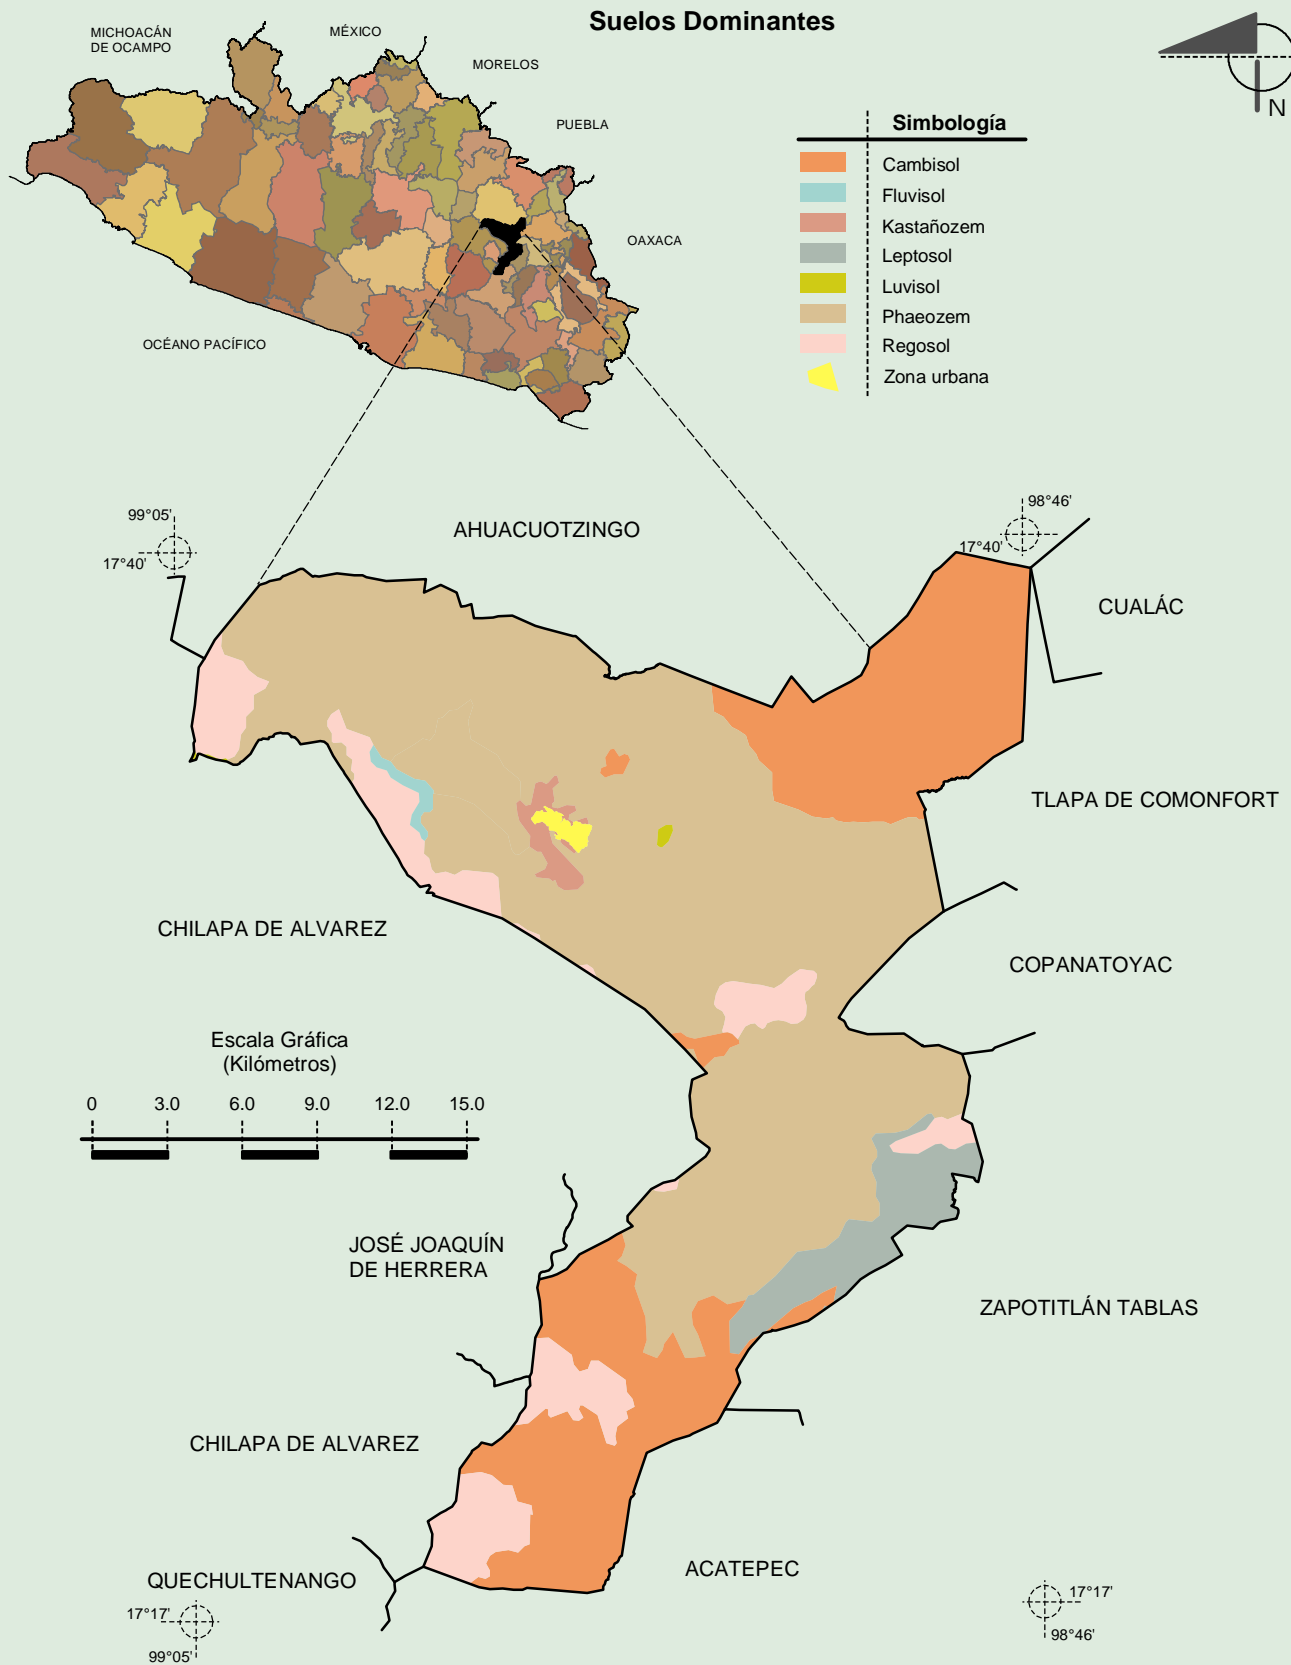 Suelos Dominantes
MICHOACÁN
DE OCAMPO
MÉXICO
MORELOS
PUEBLA
OAXACA
OCÉANO PACÍFICO
N
Simbología
Cambisol
Fluvisol
Kastañozem
Leptosol
Luvisol
Phaeozem
Regosol
Zona urbana
99°05'
17°40'
98°46'
17°40'
AHUACUOTZINGO
CUALÁC
TLAPA DE COMONFORT
CHILAPA DE ALVAREZ
COPANATOYAC
Escala Gráfica
(Kilómetros)
0 3.0 6.0 9.0 12.0 15.0
JOSÉ JOAQUÍN
DE HERRERA
ZAPOTITLÁN TABLAS
CHILAPA DE ALVAREZ
ACATEPEC
QUECHULTENANGO
17°17'
99°05'
17°17'
98°46'